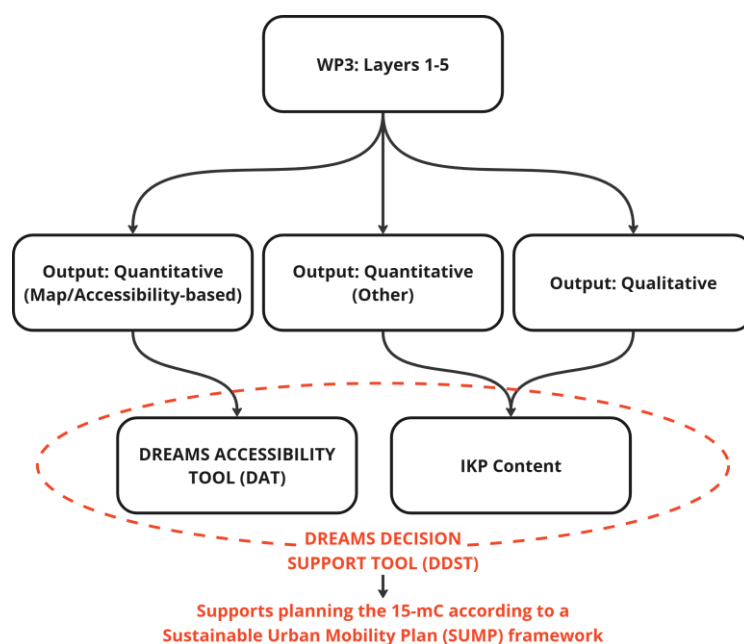 WP3: Layers 1-5
Output: Quantitative
(Map/Accessibility-based)
Output: Quantitative
(Other)
Output: Qualitative
DREAMS ACCESSIBILITY
TOOL (DAT)
IKP Content
DREAMS DECISION
SUPPORT TOOL (DDST)
Supports planning the 15-mC according to a
Sustainable Urban Mobility Plan (SUMP) framework